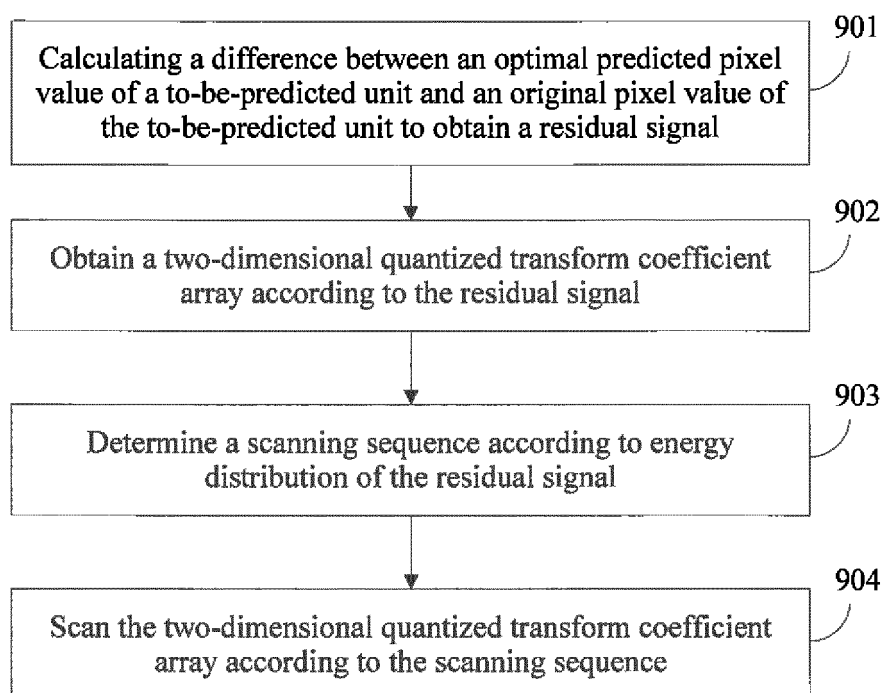 901
Calculating a difference between an optimal predicted pixel
value of a to-be-predicted unit and an original pixel value of
the to-be-predicted unit to obtain a residual signal
902
Obtain a two-dimensional quantized transform coefficient
array according to the residual signal
903
Determine a scanning sequence according to energy
distribution of the residual signal
904
Scan the two-dimensional quantized transform coefficient
array according to the scanning sequence